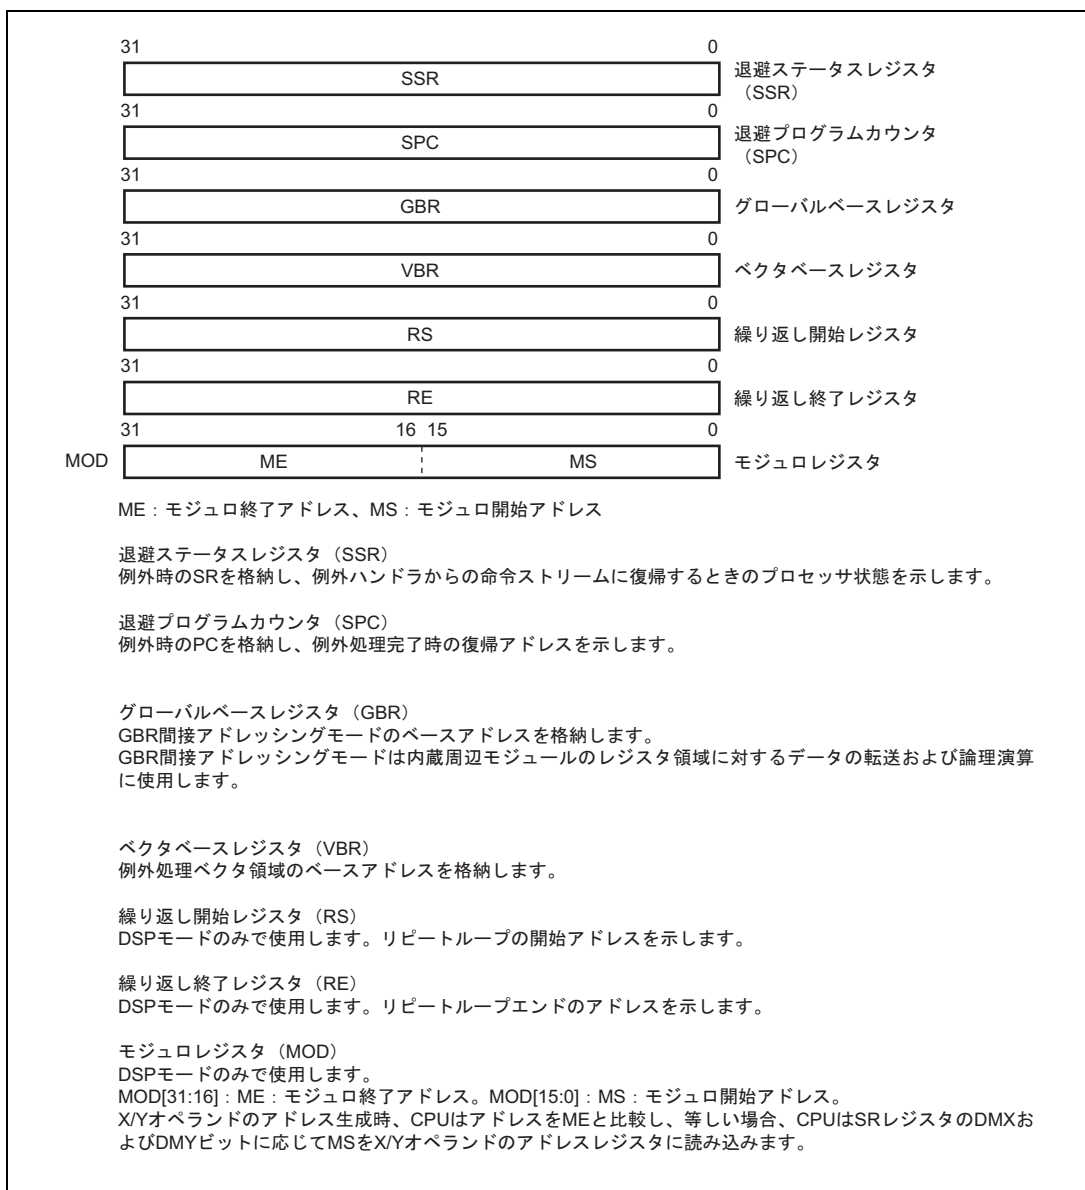 31 0
SSR 退避ステータスレジスタ
(SSR)
31 0
SPC 退避プログラムカウンタ
(SPC)
31 0
GBR グローバルベースレジスタ
31 0
VBR ベクタベースレジスタ
31 0
RS 繰り返し開始レジスタ
31 0
RE 繰り返し終了レジスタ
31 16 15 0
MOD ME MS モジュロレジスタ
ME：モジュロ終了アドレス、MS：モジュロ開始アドレス
退避ステータスレジスタ（SSR）
例外時のSRを格納し、例外ハンドラからの命令ストリームに復帰するときのプロセッサ状態を示します。
退避プログラムカウンタ（SPC）
例外時のPCを格納し、例外処理完了時の復帰アドレスを示します。
グローバルベースレジスタ（GBR）
GBR間接アドレッシングモードのベースアドレスを格納します。
GBR間接アドレッシングモードは内蔵周辺モジュールのレジスタ領域に対するデータの転送および論理演算
に使用します。
ベクタベースレジスタ（VBR）
例外処理ベクタ領域のベースアドレスを格納します。
繰り返し開始レジスタ（RS）
DSPモードのみで使用します。リピートループの開始アドレスを示します。
繰り返し終了レジスタ（RE）
DSPモードのみで使用します。リピートループエンドのアドレスを示します。
モジュロレジスタ（MOD）
DSPモードのみで使用します。
MOD[31:16]：ME：モジュロ終了アドレス。MOD[15:0]：MS：モジュロ開始アドレス。
X/Yオペランドのアドレス生成時、CPUはアドレスをMEと比較し、等しい場合、CPUはSRレジスタのDMXお
よびDMYビットに応じてMSをX/Yオペランドのアドレスレジスタに読み込みます。